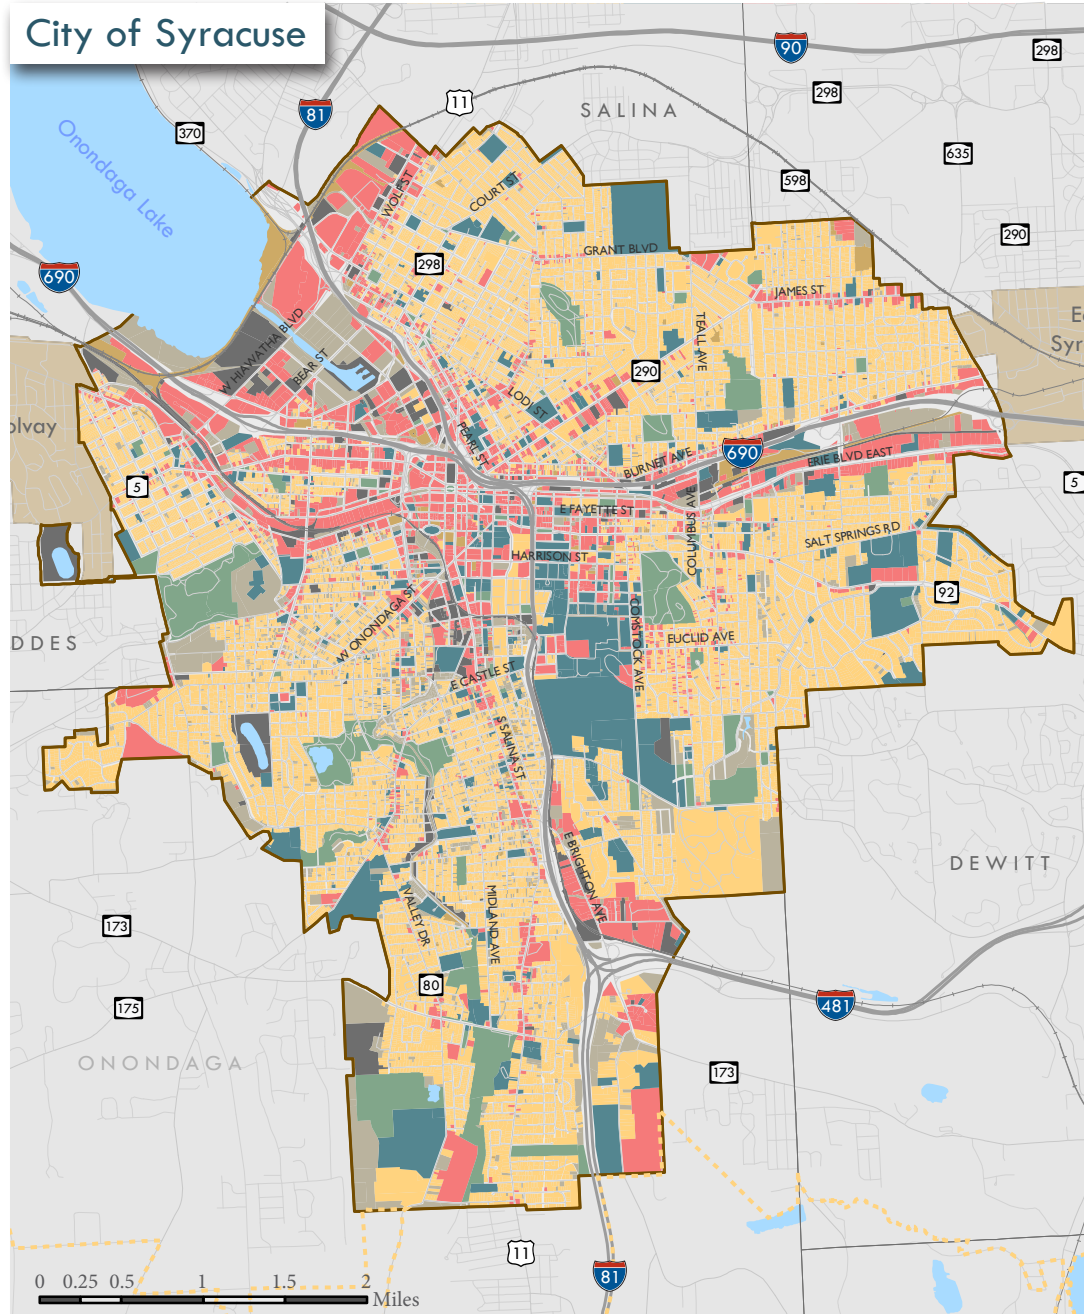 City of Syracuse
90
298
11
81
SALINA
298
370
635
Onondaga Lake
WOLF ST
COURT ST
598
290
GRANT BLVD
298
690
JAMES ST
W HIAWATHA BLVD
BEAR ST
TEALL AVE
290
LODI ST
PEARL ST
BURNET AVE
690
ERIE BLVD EAST
5
5
E FAYETTE ST
COLUMBUS AVE
SALT SPRINGS RD
HARRISON ST
92
W ONONDAGA ST
COMSTOCK AVE
EUCLID AVE
DDES
E CASTLE ST
S SALINA ST
E BRIGHTON AVE
DEWITT
VALLEY DR
MIDLAND AVE
173
80
175
481
ONONDAGA
173
11
81
0 0.25 0.5 1 1.5 2
Miles